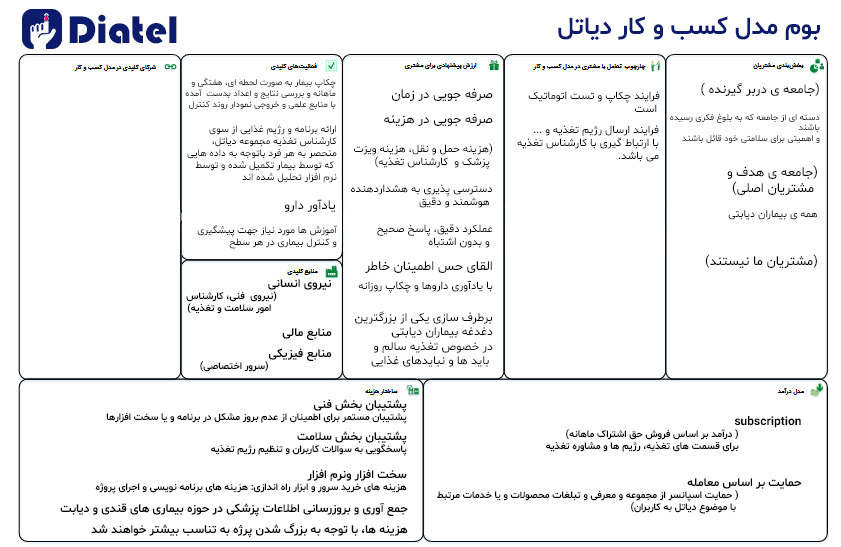 بوم مدل کسب و کار دیاتل
Diatel
بخش‌بندی مشتریان
(جامعه ی دربر گیرنده )
دسته ای از جامعه که به بلوغ فکری رسیده
باشند
و اهمیتی برای سلامتی خود قائل باشند
(جامعه ی هدف و
مشتریان اصلی)
همه ی بیماران دیابتی
(مشتریان ما نیستند)
چارچوب تعامل با مشتری در مدل کسب و کار
فرایند چکاپ و تست اتوماتیک
است
فرایند ارسال رژیم تغذیه و ...
با ارتباط گیری با کارشناس تغذیه
می باشد.
ارزش پیشنهادی برای مشتری
صرفه جویی در زمان
صرفه جویی در هزینه
(هزینه حمل و نقل، هزینه ویزت
پزشک و کارشناس تغذیه)
دسترسی پذیری به هشداردهنده
هوشمند و دقیق
عملکرد دقیق، پاسخ صحیح
و بدون اشتباه
القای حس اطمینان خاطر
با یادآوری داروها و چکاپ روزانه
برطرف سازی یکی از بزرگترین
دغدغه بیماران دیابتی
در خصوص تغذیه سالم و
باید ها و نبایدهای غذایی
فعالیت‌های کلیدی
چکاپ بیمار به صورت لحظه ای، هفتگی و
ماهانه و بررسی نتایج و اعداد بدست آمده
با منابع علمی و خروجی نمودار روند کنترل
ارائه برنامه و رژیم غذایی از سوی
کارشناس تغذیه مجموعه دیاتل،
منحصر به هر فرد باتوجه به داده هایی
که توسط بیمار تکمیل شده و توسط
نرم افزار تحلیل شده اند
یادآور دارو
آموزش ها مورد نیاز جهت پیشگیری
و کنترل بیماری در هر سطح
منابع کلیدی
نیروی انسانی
(نیروی فنی، کارشناس
امور سلامت و تغذیه)
منابع مالی
منابع فیزیکی
(سرور اختصاصی)
شرکای کلیدی در مدل کسب و کار
مدل درآمد
subscription
( درآمد بر اساس فروش حق اشتراک ماهانه)
برای قسمت های تغذیه، رژیم ها و مشاوره تغذیه
حمایت بر اساس معامله
( حمایت اسپانسر از مجموعه و معرفی و تبلغات محصولات و یا خدمات مرتبط
با موضوع دیاتل به کاربران)
ساختار هزینه
پشتیبان بخش فنی
پشتیبان مستمر برای اطمینان از عدم بروز مشکل در برنامه و یا سخت افزارها
پشتیبان بخش سلامت
پاسخگویی به سوالات کاربران و تنظیم رژیم تغذیه
سخت افزار ونرم افزار
هزینه های خرید سرور و ابزار راه اندازی: هزینه های برنامه نویسی و اجرای پروژه
جمع آوری و بروزرسانی اطلاعات پزشکی در حوزه بیماری های قندی و دیابت
هزینه ها، با توجه به بزرگ شدن پرژه به تناسب بیشتر خواهند شد